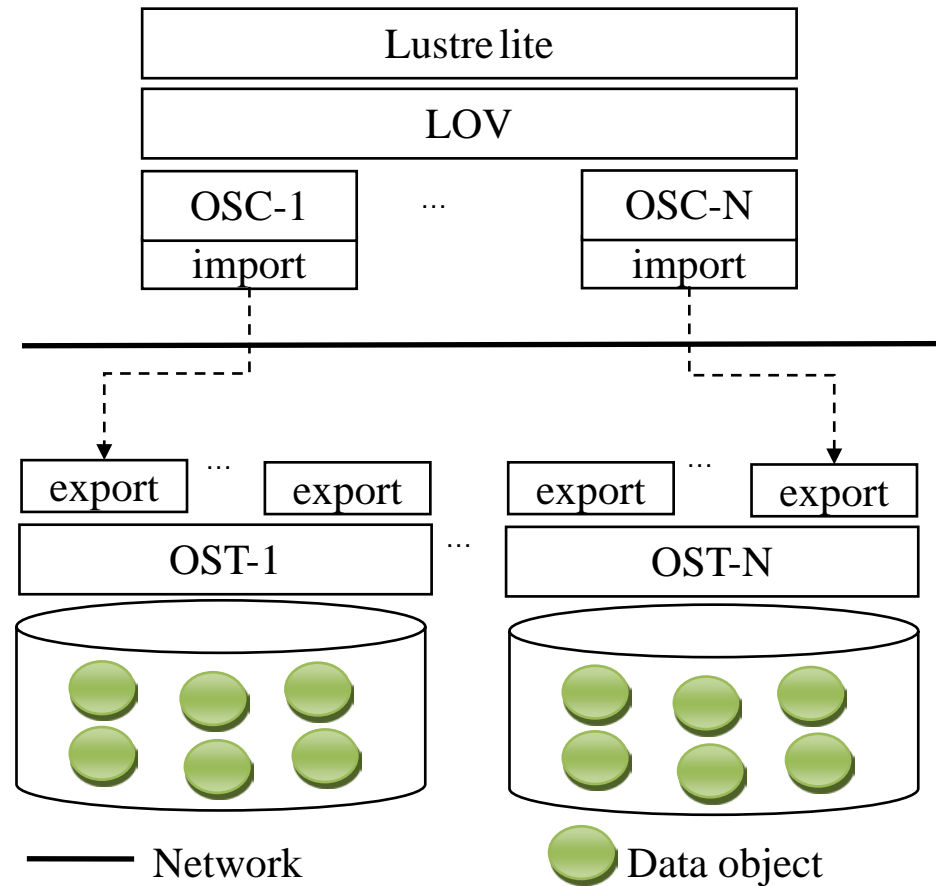 Lustre lite
LOV
OSC-1 ... OSC-N
import import
... ...
export export export export
OST-1 ... OST-N
Network Data object